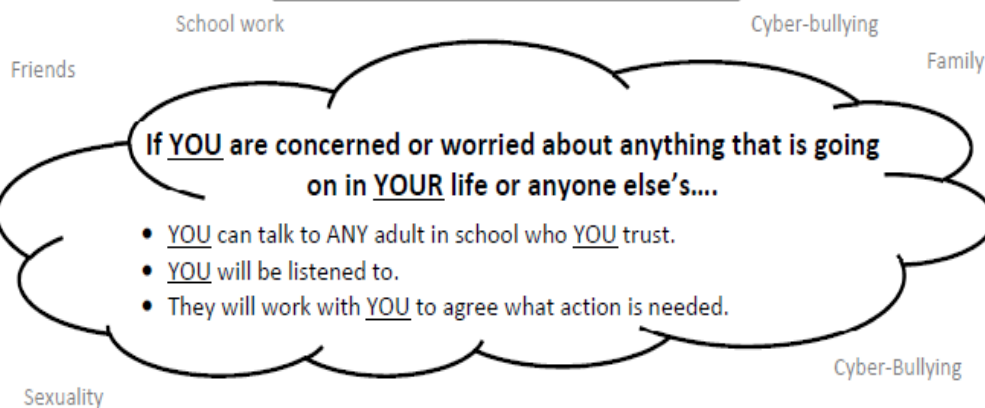 School work
Cyber-bullying
Friends
Family
If YOU are concerned or worried about anything that is going
on in YOUR life or anyone else's....
• YOU can talk to ANY adult in school who YOU trust.
• YOU will be listened to.
• They will work with YOU to agree what action is needed.
Cyber-Bullying
Sexuality